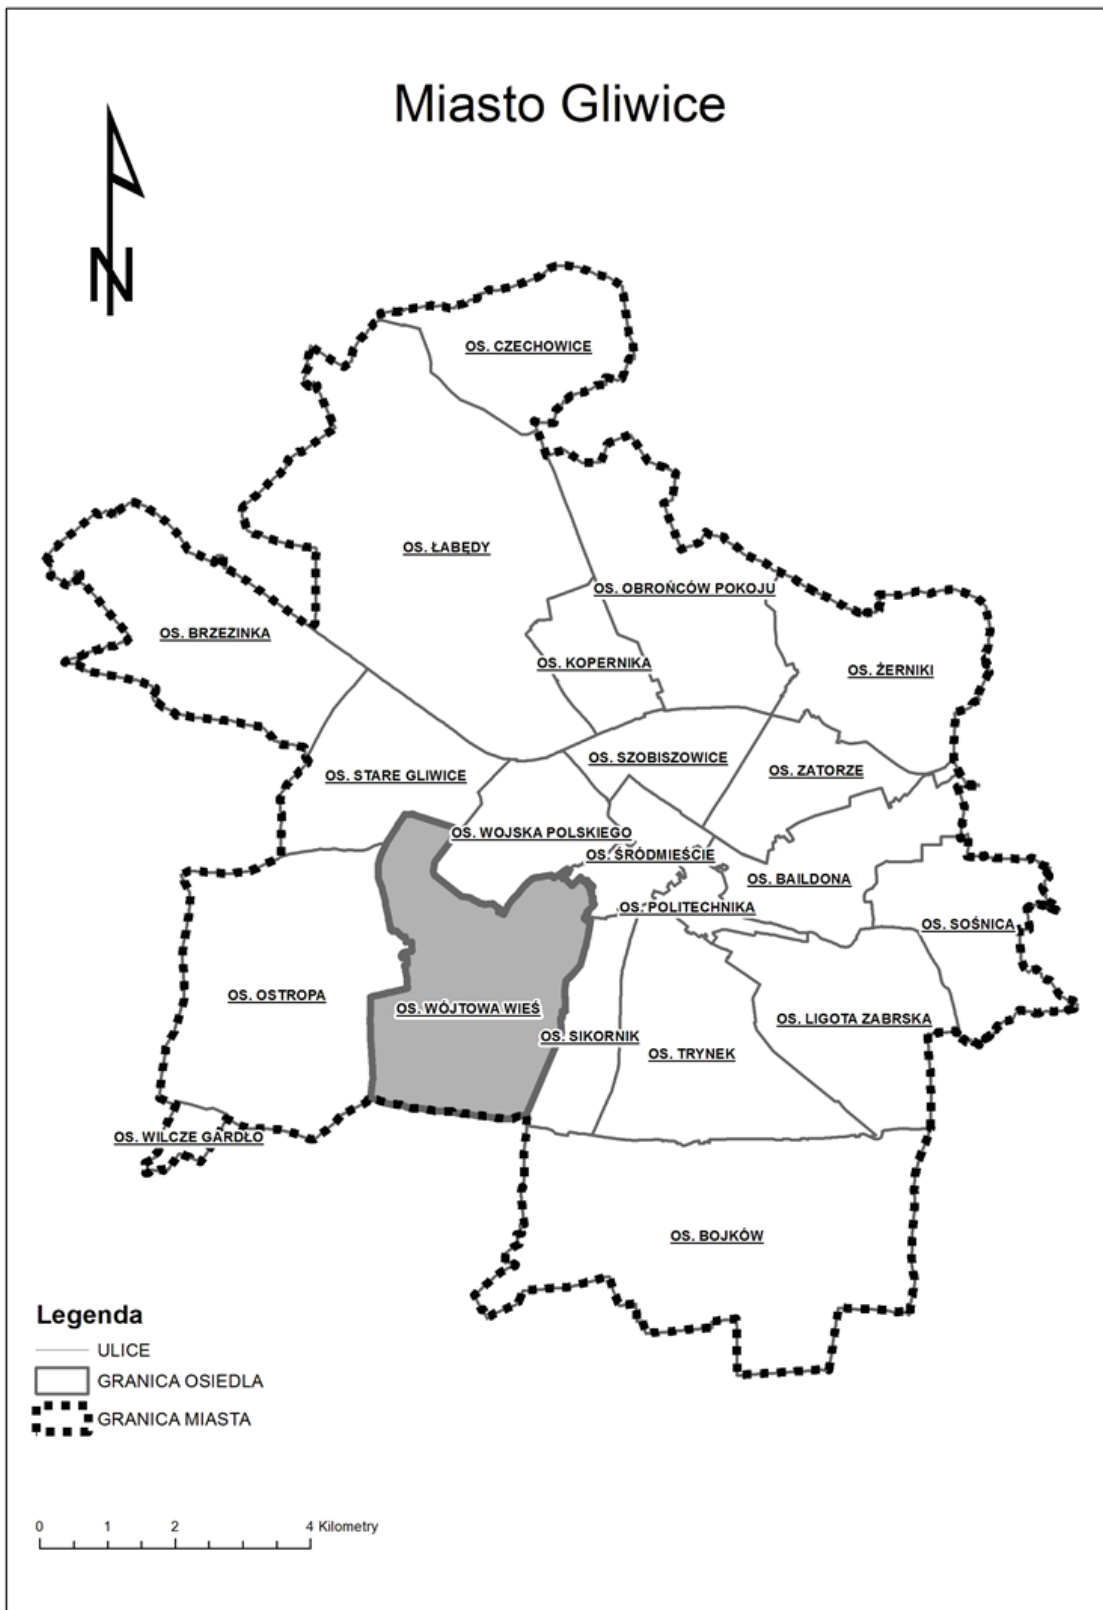 Miasto Gliwice
N
OS. CZECHOWICE
OS. ŁABĘDY
OS. OBROŃCÓW POKOJU
OS. BRZEZINKA
OS. KOPERNIKA
OS. ŻERNIKI
OS. SZOBISZOWICE
OS. ZATORZE
OS. STARE GLIWICE
OS. WOJSKA POLSKIEGO
OS. ŚRÓDMIEŚCIE
OS. BAILDONA
OS. POLITECHNIKA
OS. SOŚNICA
OS. OSTROPA
OS. WÓJTOWA WIEŚ
OS. LIGOTA ZABRSKA
OS. SIKORNIK
OS. TRYNEK
OS. WILCZE GARDŁO
OS. BOJKÓW
Legenda
ULICE
GRANICA OSIEDLA
GRANICA MIASTA
0 1 2 4 Kilometry